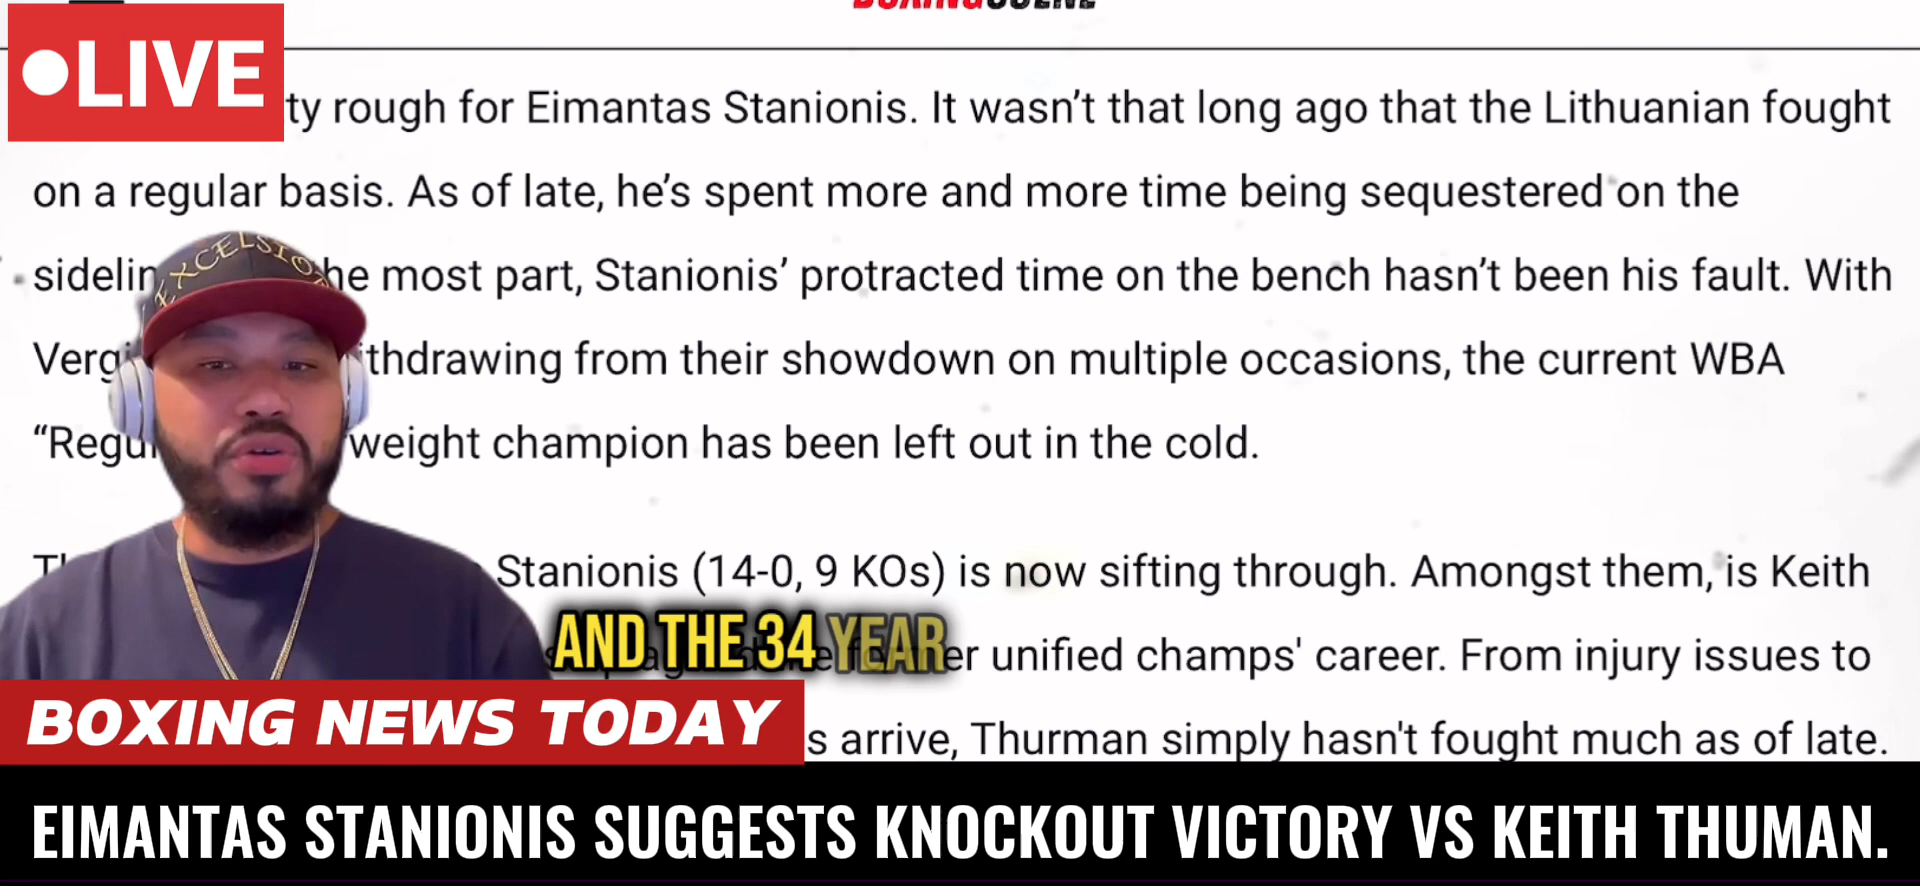 BOXINGSCENE
LIVE
ty rough for Eimantas Stanionis. It wasn’t that long ago that the Lithuanian fought
on a regular basis. As of late, he’s spent more and more time being sequestered on the
sidelin he most part, Stanionis’ protracted time on the bench hasn’t been his fault. With
Vergi ithdrawing from their showdown on multiple occasions, the current WBA
“Regu weight champion has been left out in the cold.
EXCELSIO
Stanionis (14-0, 9 KOs) is now sifting through. Amongst them, is Keith
AND THE 34 YEAR
er unified champs' career. From injury issues to
BOXING NEWS TODAY
s arrive, Thurman simply hasn't fought much as of late.
EIMANTAS STANIONIS SUGGESTS KNOCKOUT VICTORY VS KEITH THUMAN.